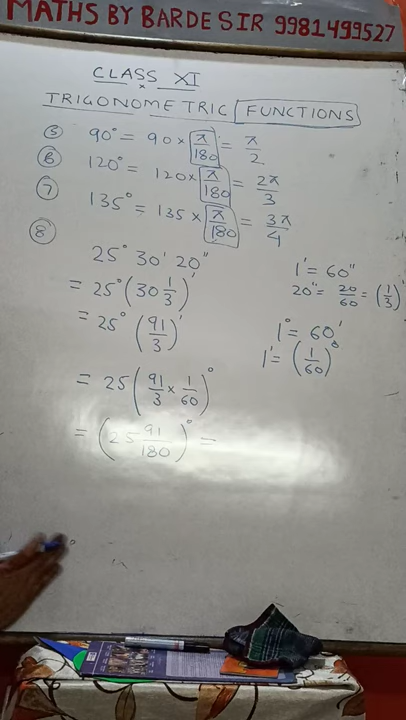 MATHS BY BARDE SIR 9981499527
CLASS XI
TRIGONOMETRIC FUNCTIONS
5 90° = 90 × π/180 = π/2
6 120° = 120 × π/180 = 2π/3
7 135° = 135 × π/180 = 3π/4
8
25° 30' 20"
= 25° (30 1/3)'
= 25° (91/3)'
= 25 (91/3 × 1/60)°
= (25 91/180)° =
1' = 60"
20" = 20/60 = (1/3)'
1° = 60'
1' = (1/60)°